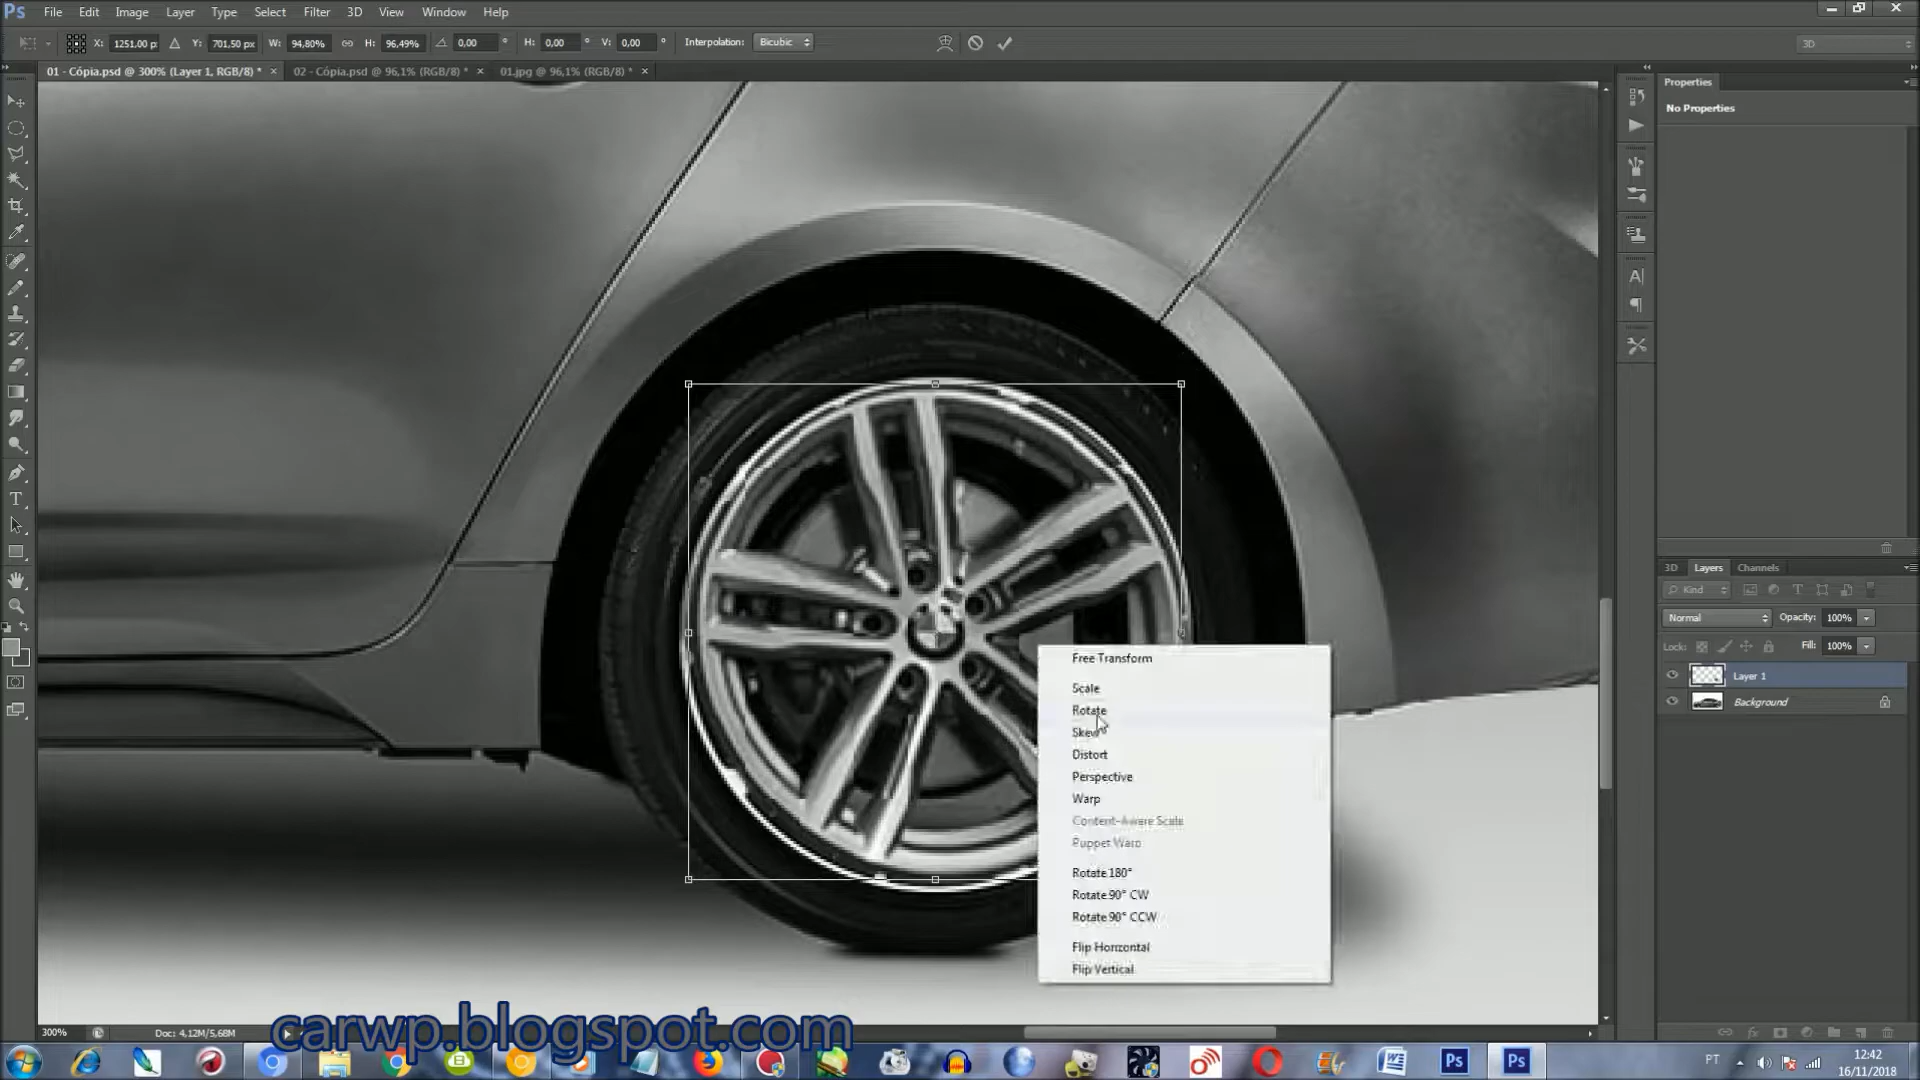 Ps File Edit Image Layer Type Select Filter 3D View Window Help
X: 1251,00 p: Y: 701,50 px W: 94,80% H: 96,49% 0,00 ° H: 0,00 ° V: 0,00 ° Interpolation: Bicubic 3D
01 - Cópia.psd @ 300% (Layer 1, RGB/8) * × 02 - Cópia.psd @ 96,1% (RGB/8) * × 01.jpg @ 96,1% (RGB/8) * ×
Properties
No Properties
Free Transform
Scale
Rotate
Skew
Distort
Perspective
Warp
Content-Aware Scale
Puppet Warp
Rotate 180°
Rotate 90° CW
Rotate 90° CCW
Flip Horizontal
Flip Vertical
3D Layers Channels
Kind
Normal Opacity: 100%
Lock: Fill: 100%
Layer 1
Background
300% Doc: 4,12M/5,68M
carwp.blogspot.com
PT 12:42
16/11/2018